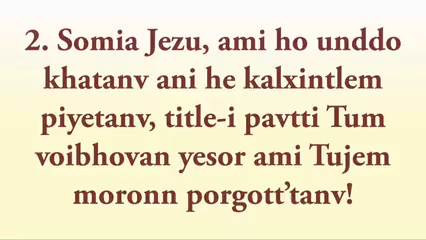 2. Somia Jezu, ami ho unddo
khatanv ani he kalxintlem
piyetanv, title-i pavtti Tum
voibhovan yesor ami Tujem
moronn porgott’tanv!